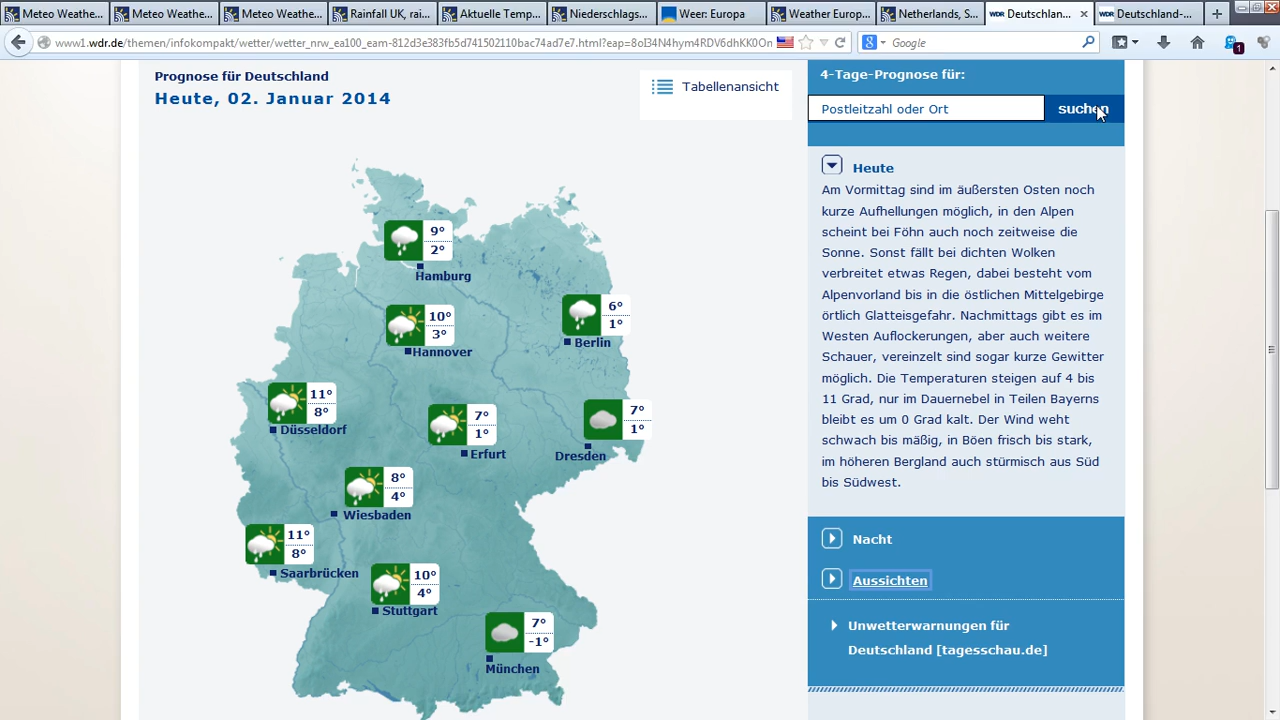 Meteo Weathe...
Meteo Weathe...
Meteo Weathe...
Rainfall UK, rai...
Aktuelle Temp...
Niederschlags...
Weer: Europa
Weather Europ...
Netherlands, S...
WDR Deutschlan...
WDR Deutschland-...
www1.wdr.de/themen/infokompakt/wetter/wetter_nrw_ea100_eam-812d3e383fb5d741502110bac74ad7e7.html?eap=8oI34N4hym4RDV6dhKK0On
Google
1
Prognose für Deutschland
Heute, 02. Januar 2014
Tabellenansicht
9°
2°
Hamburg
10°
3°
Hannover
6°
1°
Berlin
11°
8°
Düsseldorf
7°
1°
Erfurt
7°
1°
Dresden
8°
4°
Wiesbaden
11°
8°
Saarbrücken
10°
4°
Stuttgart
7°
-1°
München
4-Tage-Prognose für:
Postleitzahl oder Ort
suchen
Heute
Am Vormittag sind im äußersten Osten noch
kurze Aufhellungen möglich, in den Alpen
scheint bei Föhn auch noch zeitweise die
Sonne. Sonst fällt bei dichten Wolken
verbreitet etwas Regen, dabei besteht vom
Alpenvorland bis in die östlichen Mittelgebirge
örtlich Glatteisgefahr. Nachmittags gibt es im
Westen Auflockerungen, aber auch weitere
Schauer, vereinzelt sind sogar kurze Gewitter
möglich. Die Temperaturen steigen auf 4 bis
11 Grad, nur im Dauernebel in Teilen Bayerns
bleibt es um 0 Grad kalt. Der Wind weht
schwach bis mäßig, in Böen frisch bis stark,
im höheren Bergland auch stürmisch aus Süd
bis Südwest.
Nacht
Aussichten
Unwetterwarnungen für
Deutschland [tagesschau.de]